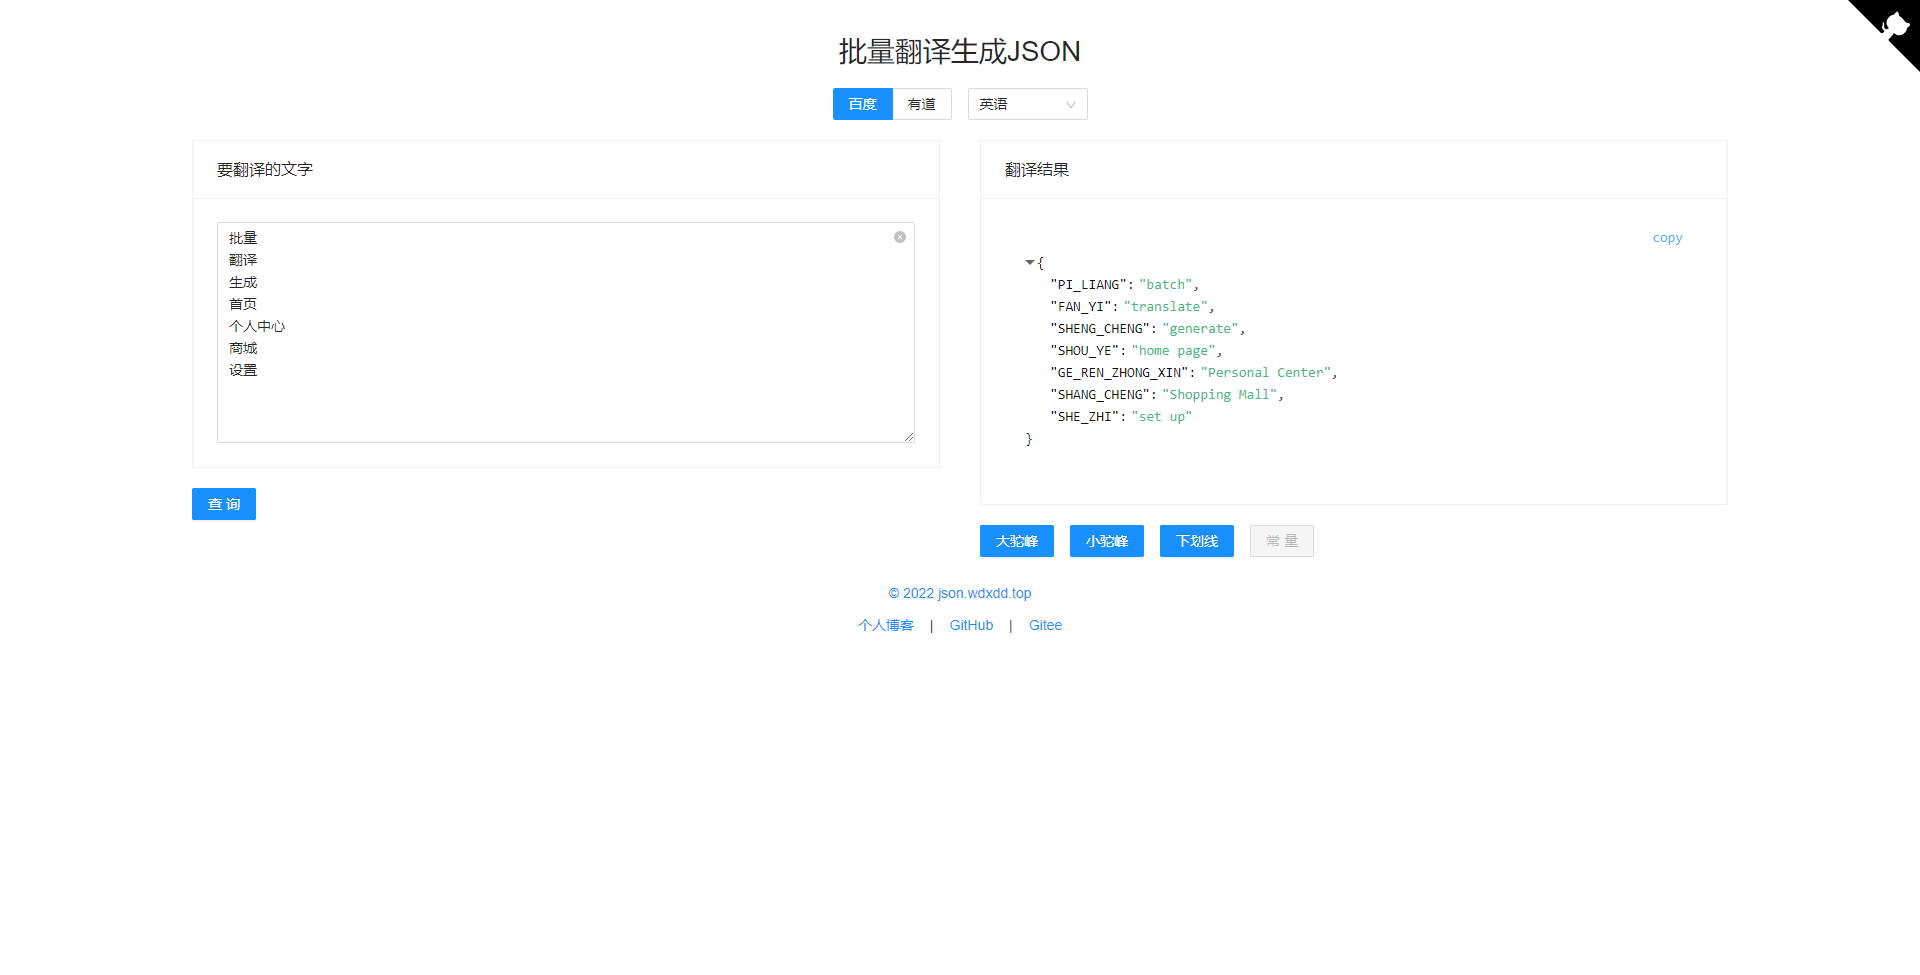 批量翻译生成JSON
百度 有道 英语
要翻译的文字
批量
翻译
生成
首页
个人中心
商城
设置
查 询
翻译结果
copy
{
"PI_LIANG": "batch",
"FAN_YI": "translate",
"SHENG_CHENG": "generate",
"SHOU_YE": "home page",
"GE_REN_ZHONG_XIN": "Personal Center",
"SHANG_CHENG": "Shopping Mall",
"SHE_ZHI": "set up"
}
大驼峰 小驼峰 下划线 常 量
© 2022 json.wdxdd.top
个人博客 | GitHub | Gitee